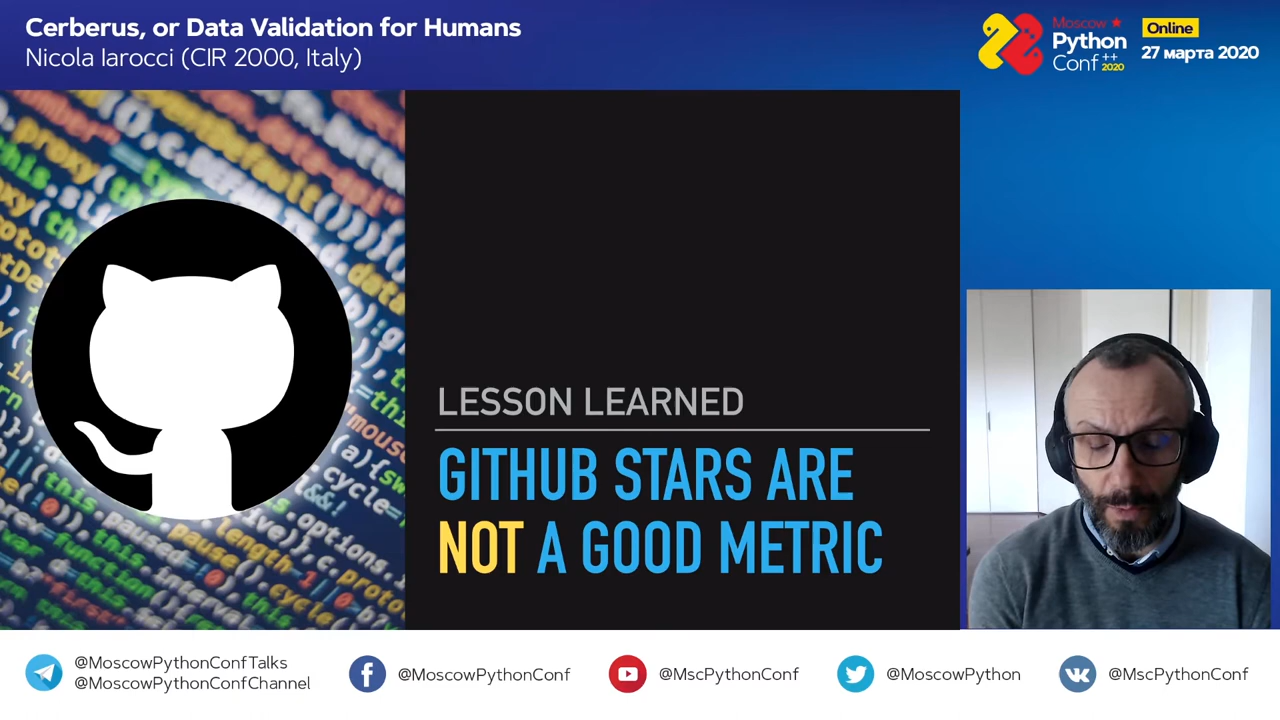 Cerberus, or Data Validation for Humans
Nicola Iarocci (CIR 2000, Italy)
Moscow
Python
Conf++
2020
Online
27 марта 2020
LESSON LEARNED
GITHUB STARS ARE
NOT A GOOD METRIC
@MoscowPythonConfTalks
@MoscowPythonConfChannel
@MoscowPythonConf
@MscPythonConf
@MoscowPython
@MscPythonConf